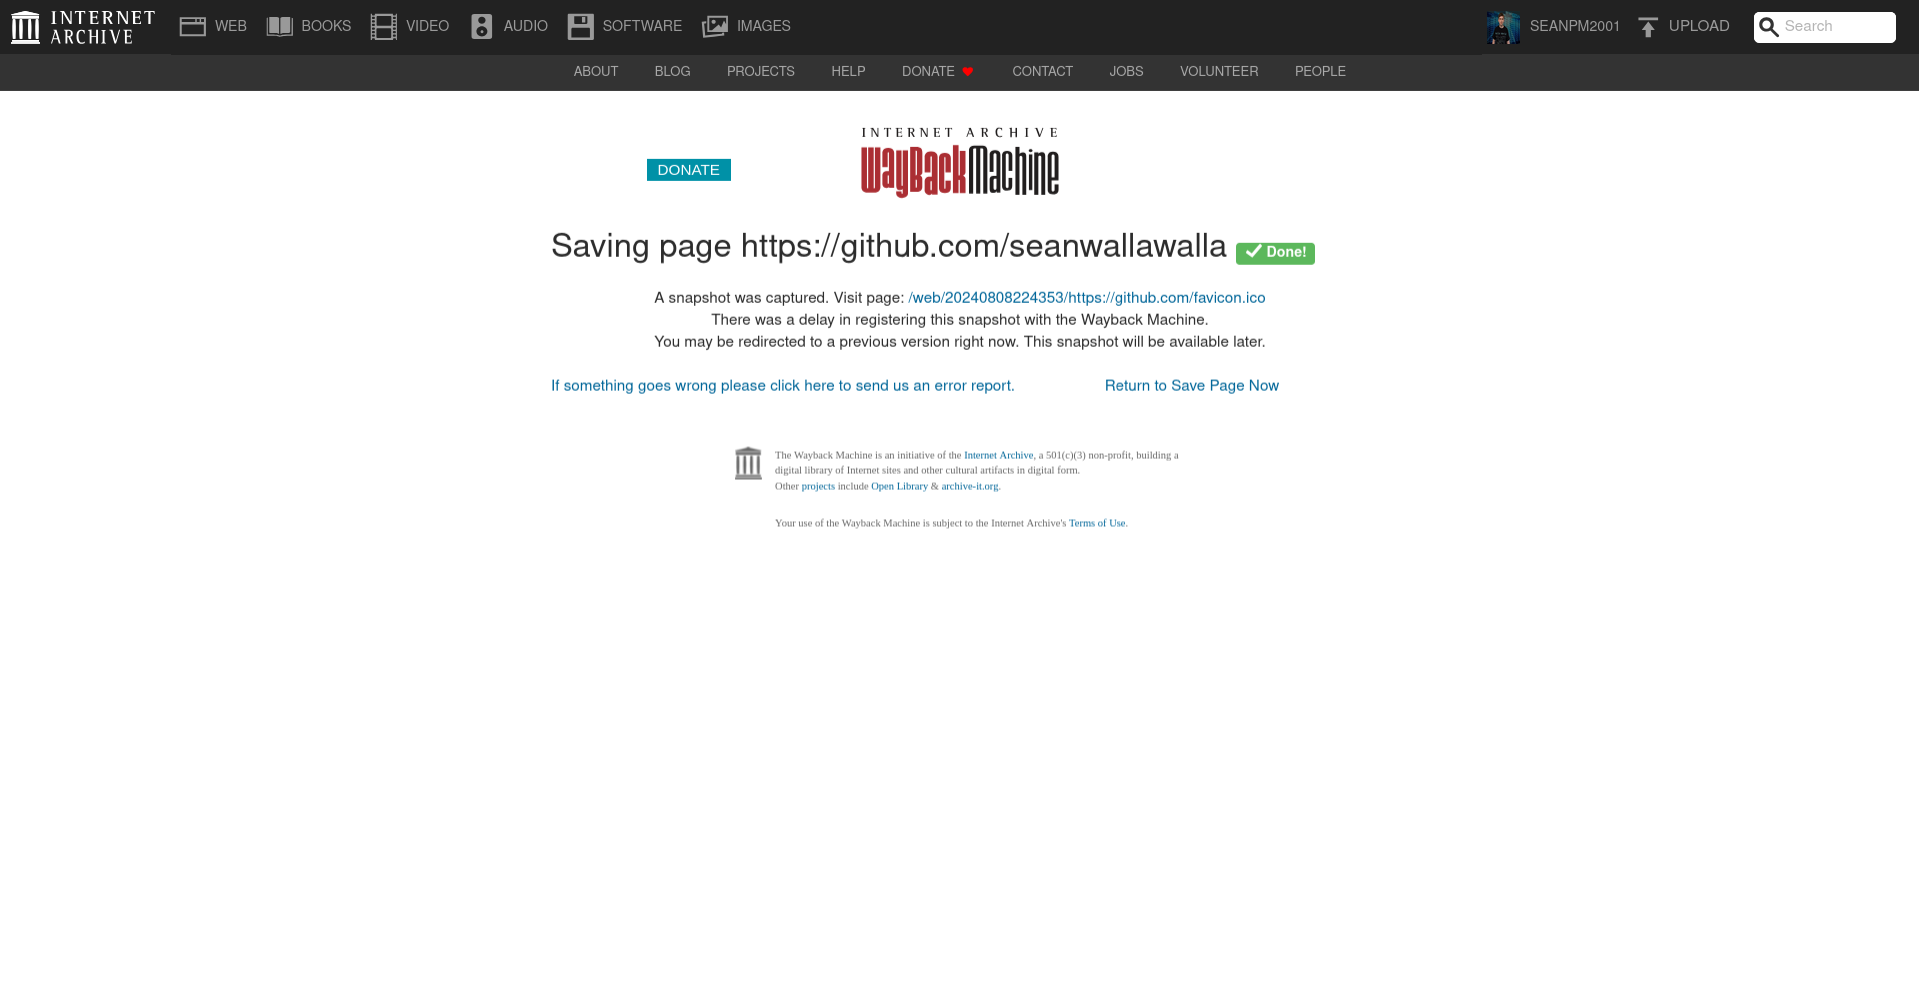 INTERNET ARCHIVE
WEB BOOKS VIDEO AUDIO SOFTWARE IMAGES SEANPM2001 UPLOAD Search
ABOUT BLOG PROJECTS HELP DONATE CONTACT JOBS VOLUNTEER PEOPLE
INTERNET ARCHIVE
WayBackMachine
DONATE
Saving page https://github.com/seanwallawalla Done!
A snapshot was captured. Visit page: /web/20240808224353/https://github.com/favicon.ico
There was a delay in registering this snapshot with the Wayback Machine.
You may be redirected to a previous version right now. This snapshot will be available later.
If something goes wrong please click here to send us an error report. Return to Save Page Now
The Wayback Machine is an initiative of the Internet Archive, a 501(c)(3) non-profit, building a
digital library of Internet sites and other cultural artifacts in digital form.
Other projects include Open Library & archive-it.org.
Your use of the Wayback Machine is subject to the Internet Archive's Terms of Use.